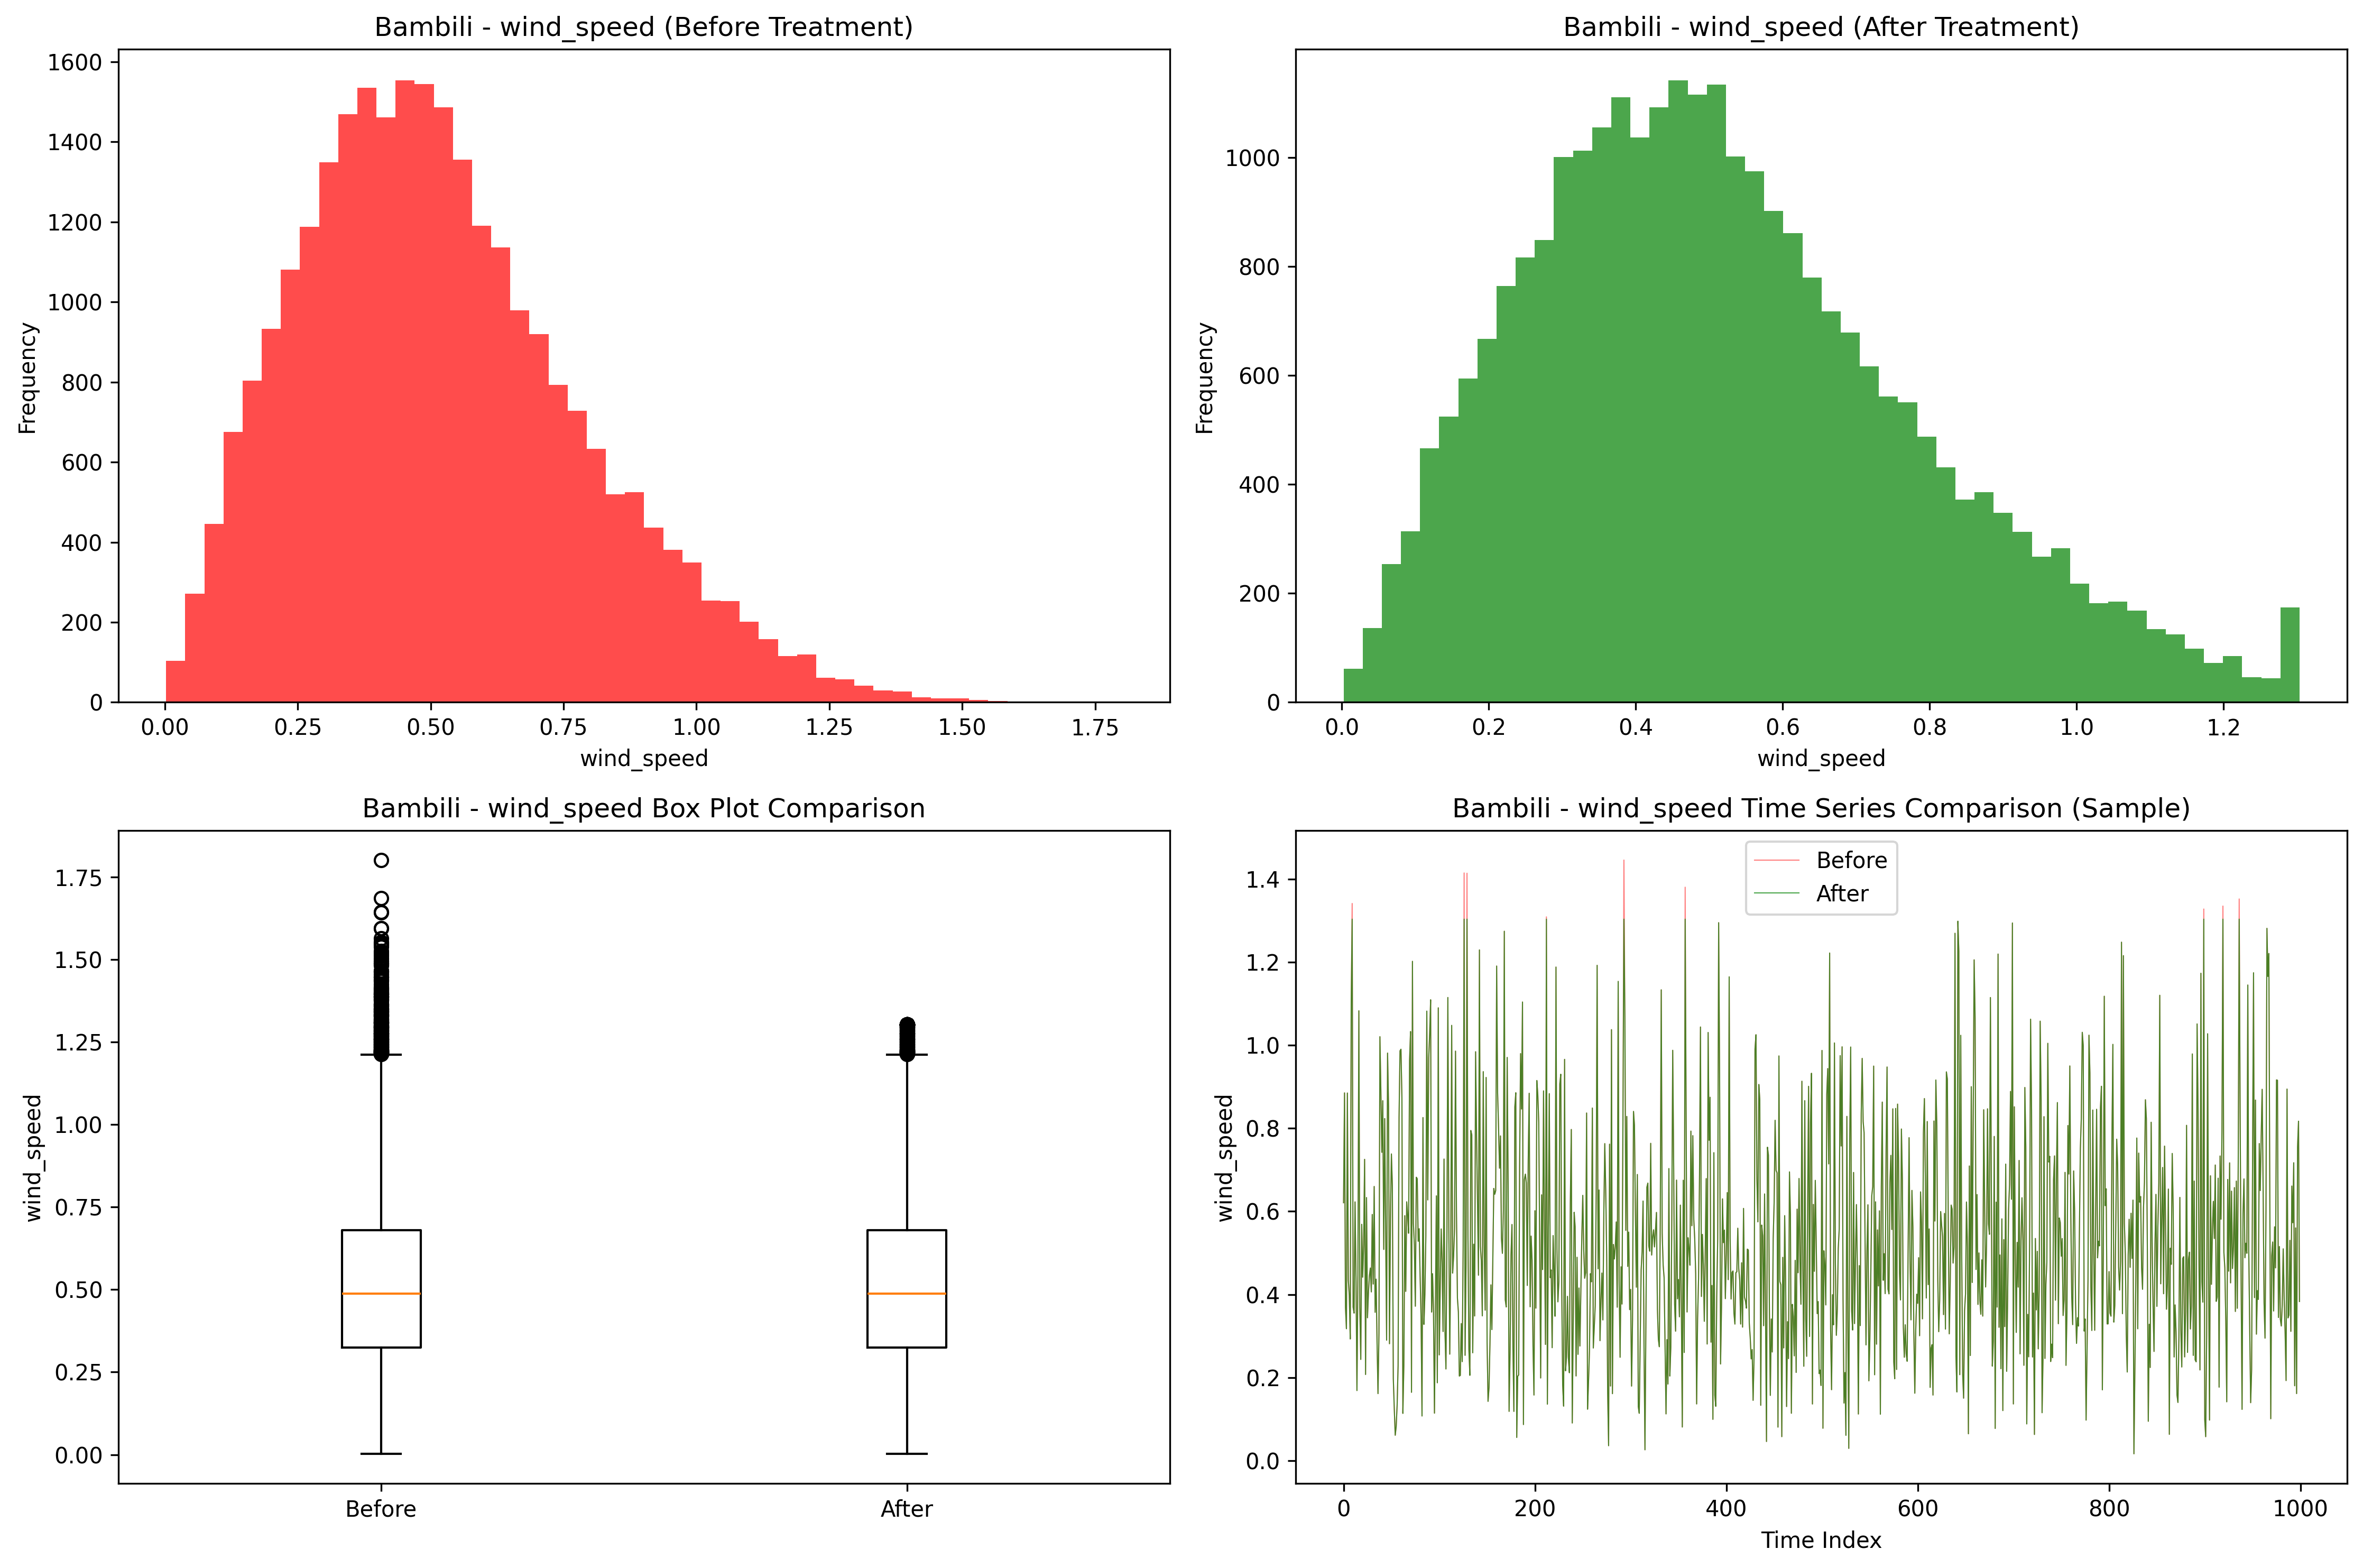 Bambili - wind_speed (Before Treatment)
1600
1400
1200
1000
800
600
400
200
0
Frequency
0.00 0.25 0.50 0.75 1.00 1.25 1.50 1.75
wind_speed
Bambili - wind_speed (After Treatment)
1000
800
600
400
200
0
Frequency
0.0 0.2 0.4 0.6 0.8 1.0 1.2
wind_speed
Bambili - wind_speed Box Plot Comparison
1.75
1.50
1.25
1.00
0.75
0.50
0.25
0.00
wind_speed
Before After
Bambili - wind_speed Time Series Comparison (Sample)
Before
After
1.4
1.2
1.0
0.8
0.6
0.4
0.2
0.0
wind_speed
0 200 400 600 800 1000
Time Index